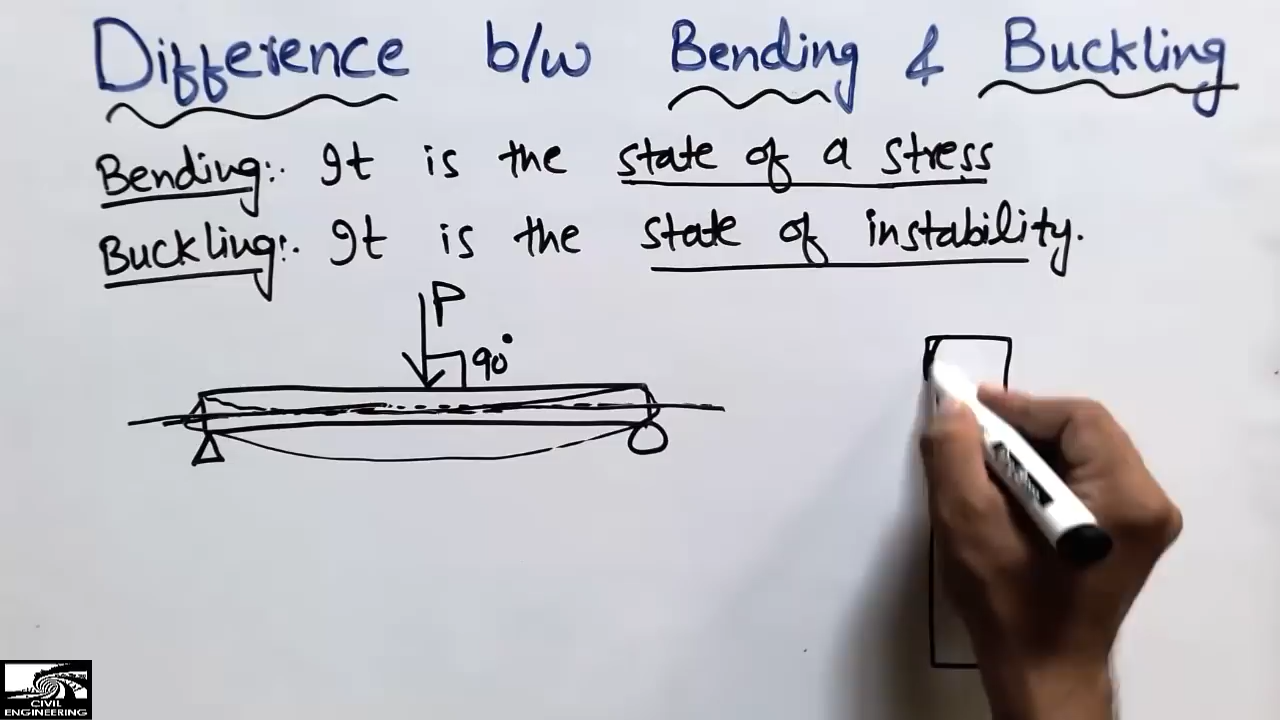 Difference b/w Bending & Buckling
Bending:. It is the state of a stress
Buckling:. It is the state of instability.
P
90°
CIVIL
ENGINEERING